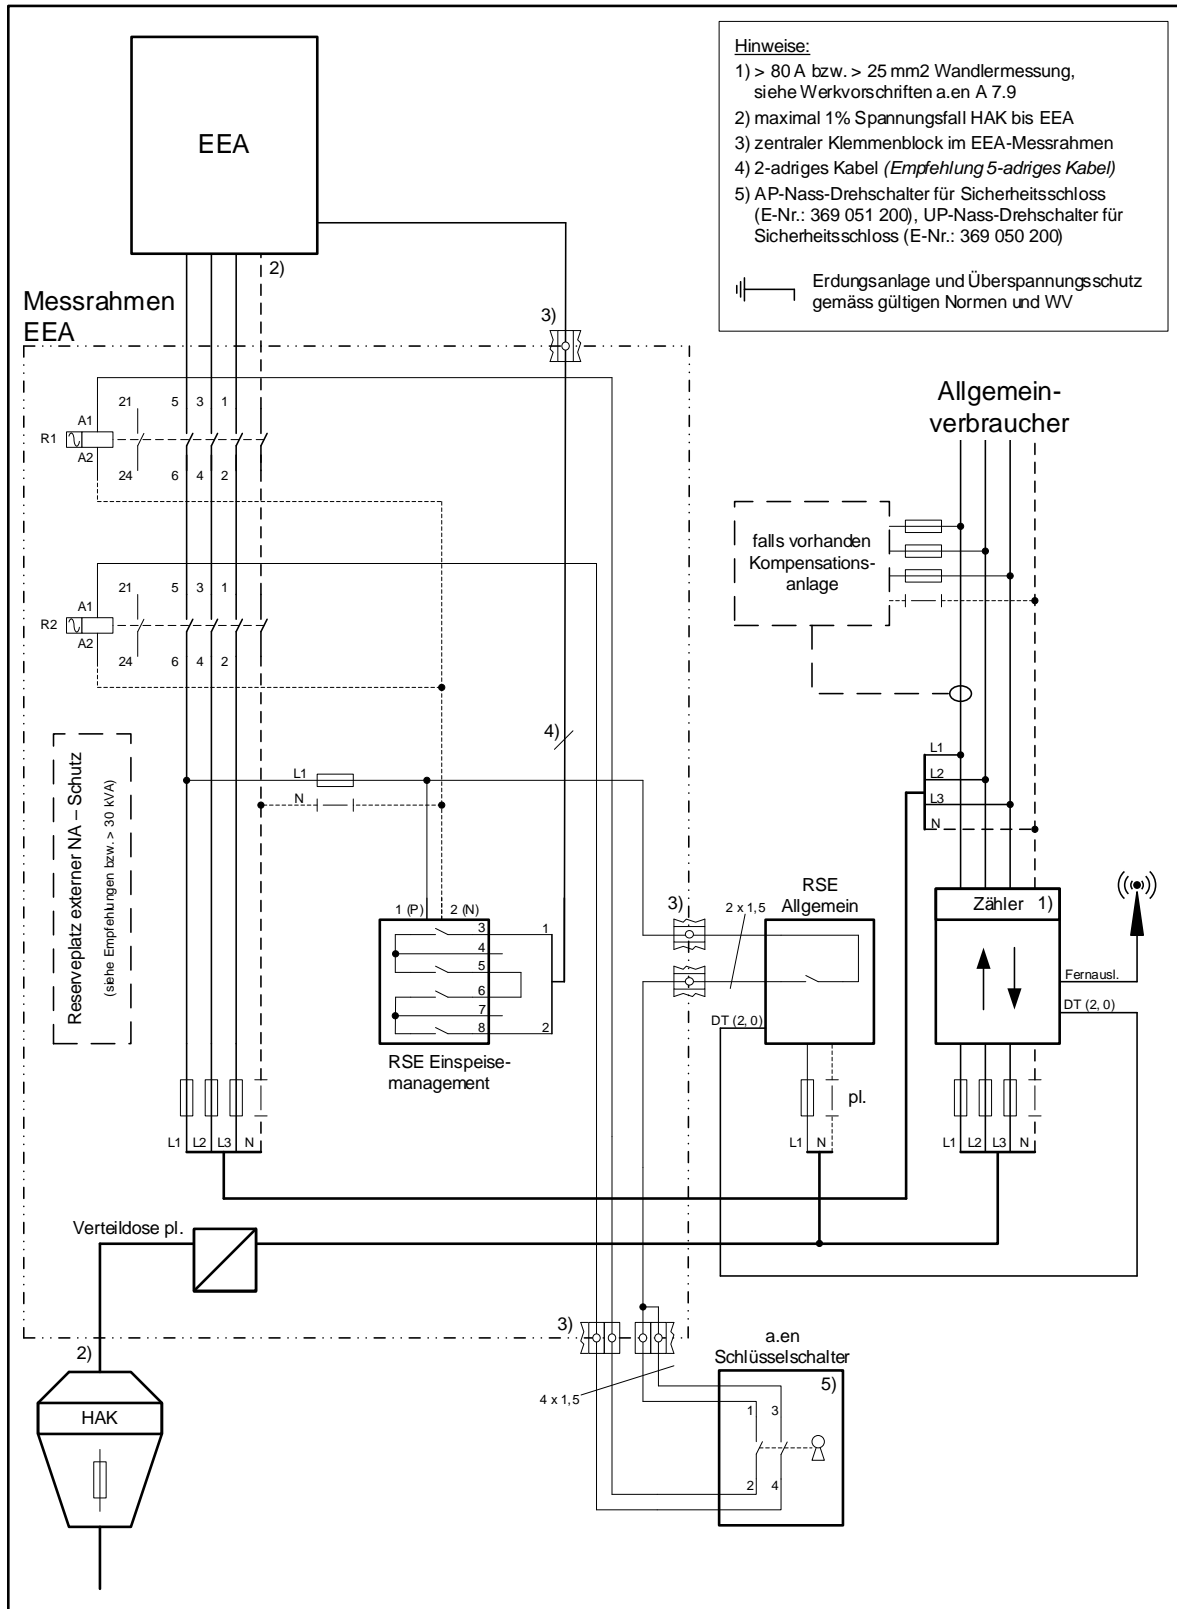 Hinweise:
1) > 80 A bzw. > 25 mm2 Wandlermessung,
siehe Werkvorschriften a.en A 7.9
2) maximal 1% Spannungsfall HAK bis EEA
3) zentraler Klemmenblock im EEA-Messrahmen
4) 2-adriges Kabel (Empfehlung 5-adriges Kabel)
5) AP-Nass-Drehschalter für Sicherheitsschloss
(E-Nr.: 369 051 200), UP-Nass-Drehschalter für
Sicherheitsschloss (E-Nr.: 369 050 200)
Erdungsanlage und Überspannungsschutz
gemäss gültigen Normen und WV
EEA
2)
3)
Messrahmen
EEA
21 5 3 1
A1
R1
A2
24 6 4 2
21 5 3 1
A1
R2
A2
24 6 4 2
Allgemein-
verbraucher
falls vorhanden
Kompensations-
anlage
4)
L1
N
Reserveplatz externer NA – Schutz
(siehe Empfehlungen bzw. > 30 kVA)
1 (P) 2 (N)
3
4
5
6
7
8
1
2
RSE Einspeise-
management
L1
L2
L3
N
3)
2 x 1,5
RSE
Allgemein
DT (2, 0)
pl.
L1 N
Zähler 1)
Fernausl.
DT (2, 0)
L1 L2 L3 N
L1 L2 L3 N
Verteildose pl.
2)
HAK
3)
4 x 1,5
a.en
Schlüsselschalter
5)
1 3
2 4